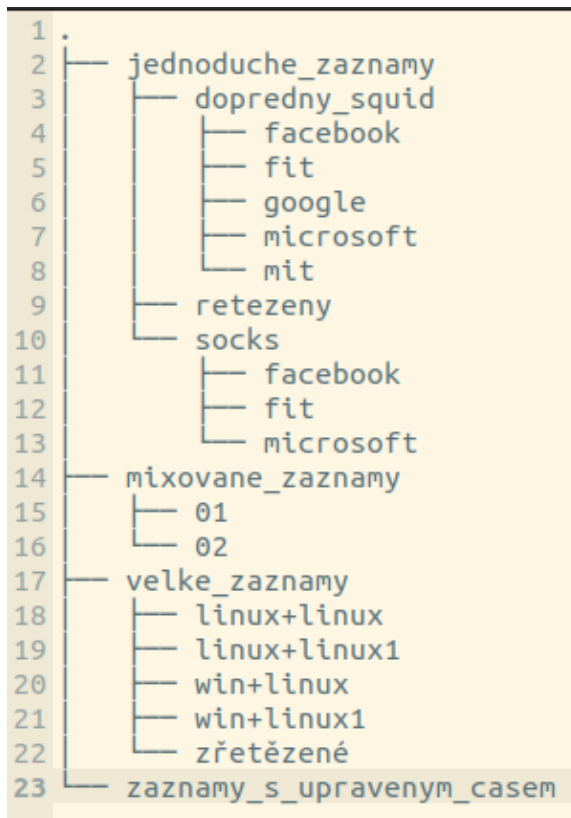 1 .
2 ├── jednoduche_zaznamy
3 │   ├── dopredny_squid
4 │   │   ├── facebook
5 │   │   ├── fit
6 │   │   ├── google
7 │   │   ├── microsoft
8 │   │   └── mit
9 │   ├── retezeny
10 │   └── socks
11 │       ├── facebook
12 │       ├── fit
13 │       └── microsoft
14 ├── mixovane_zaznamy
15 │   ├── 01
16 │   └── 02
17 ├── velke_zaznamy
18 │   ├── linux+linux
19 │   ├── linux+linux1
20 │   ├── win+linux
21 │   ├── win+linux1
22 │   └── zřetězené
23 └── zaznamy_s_upravenym_casem